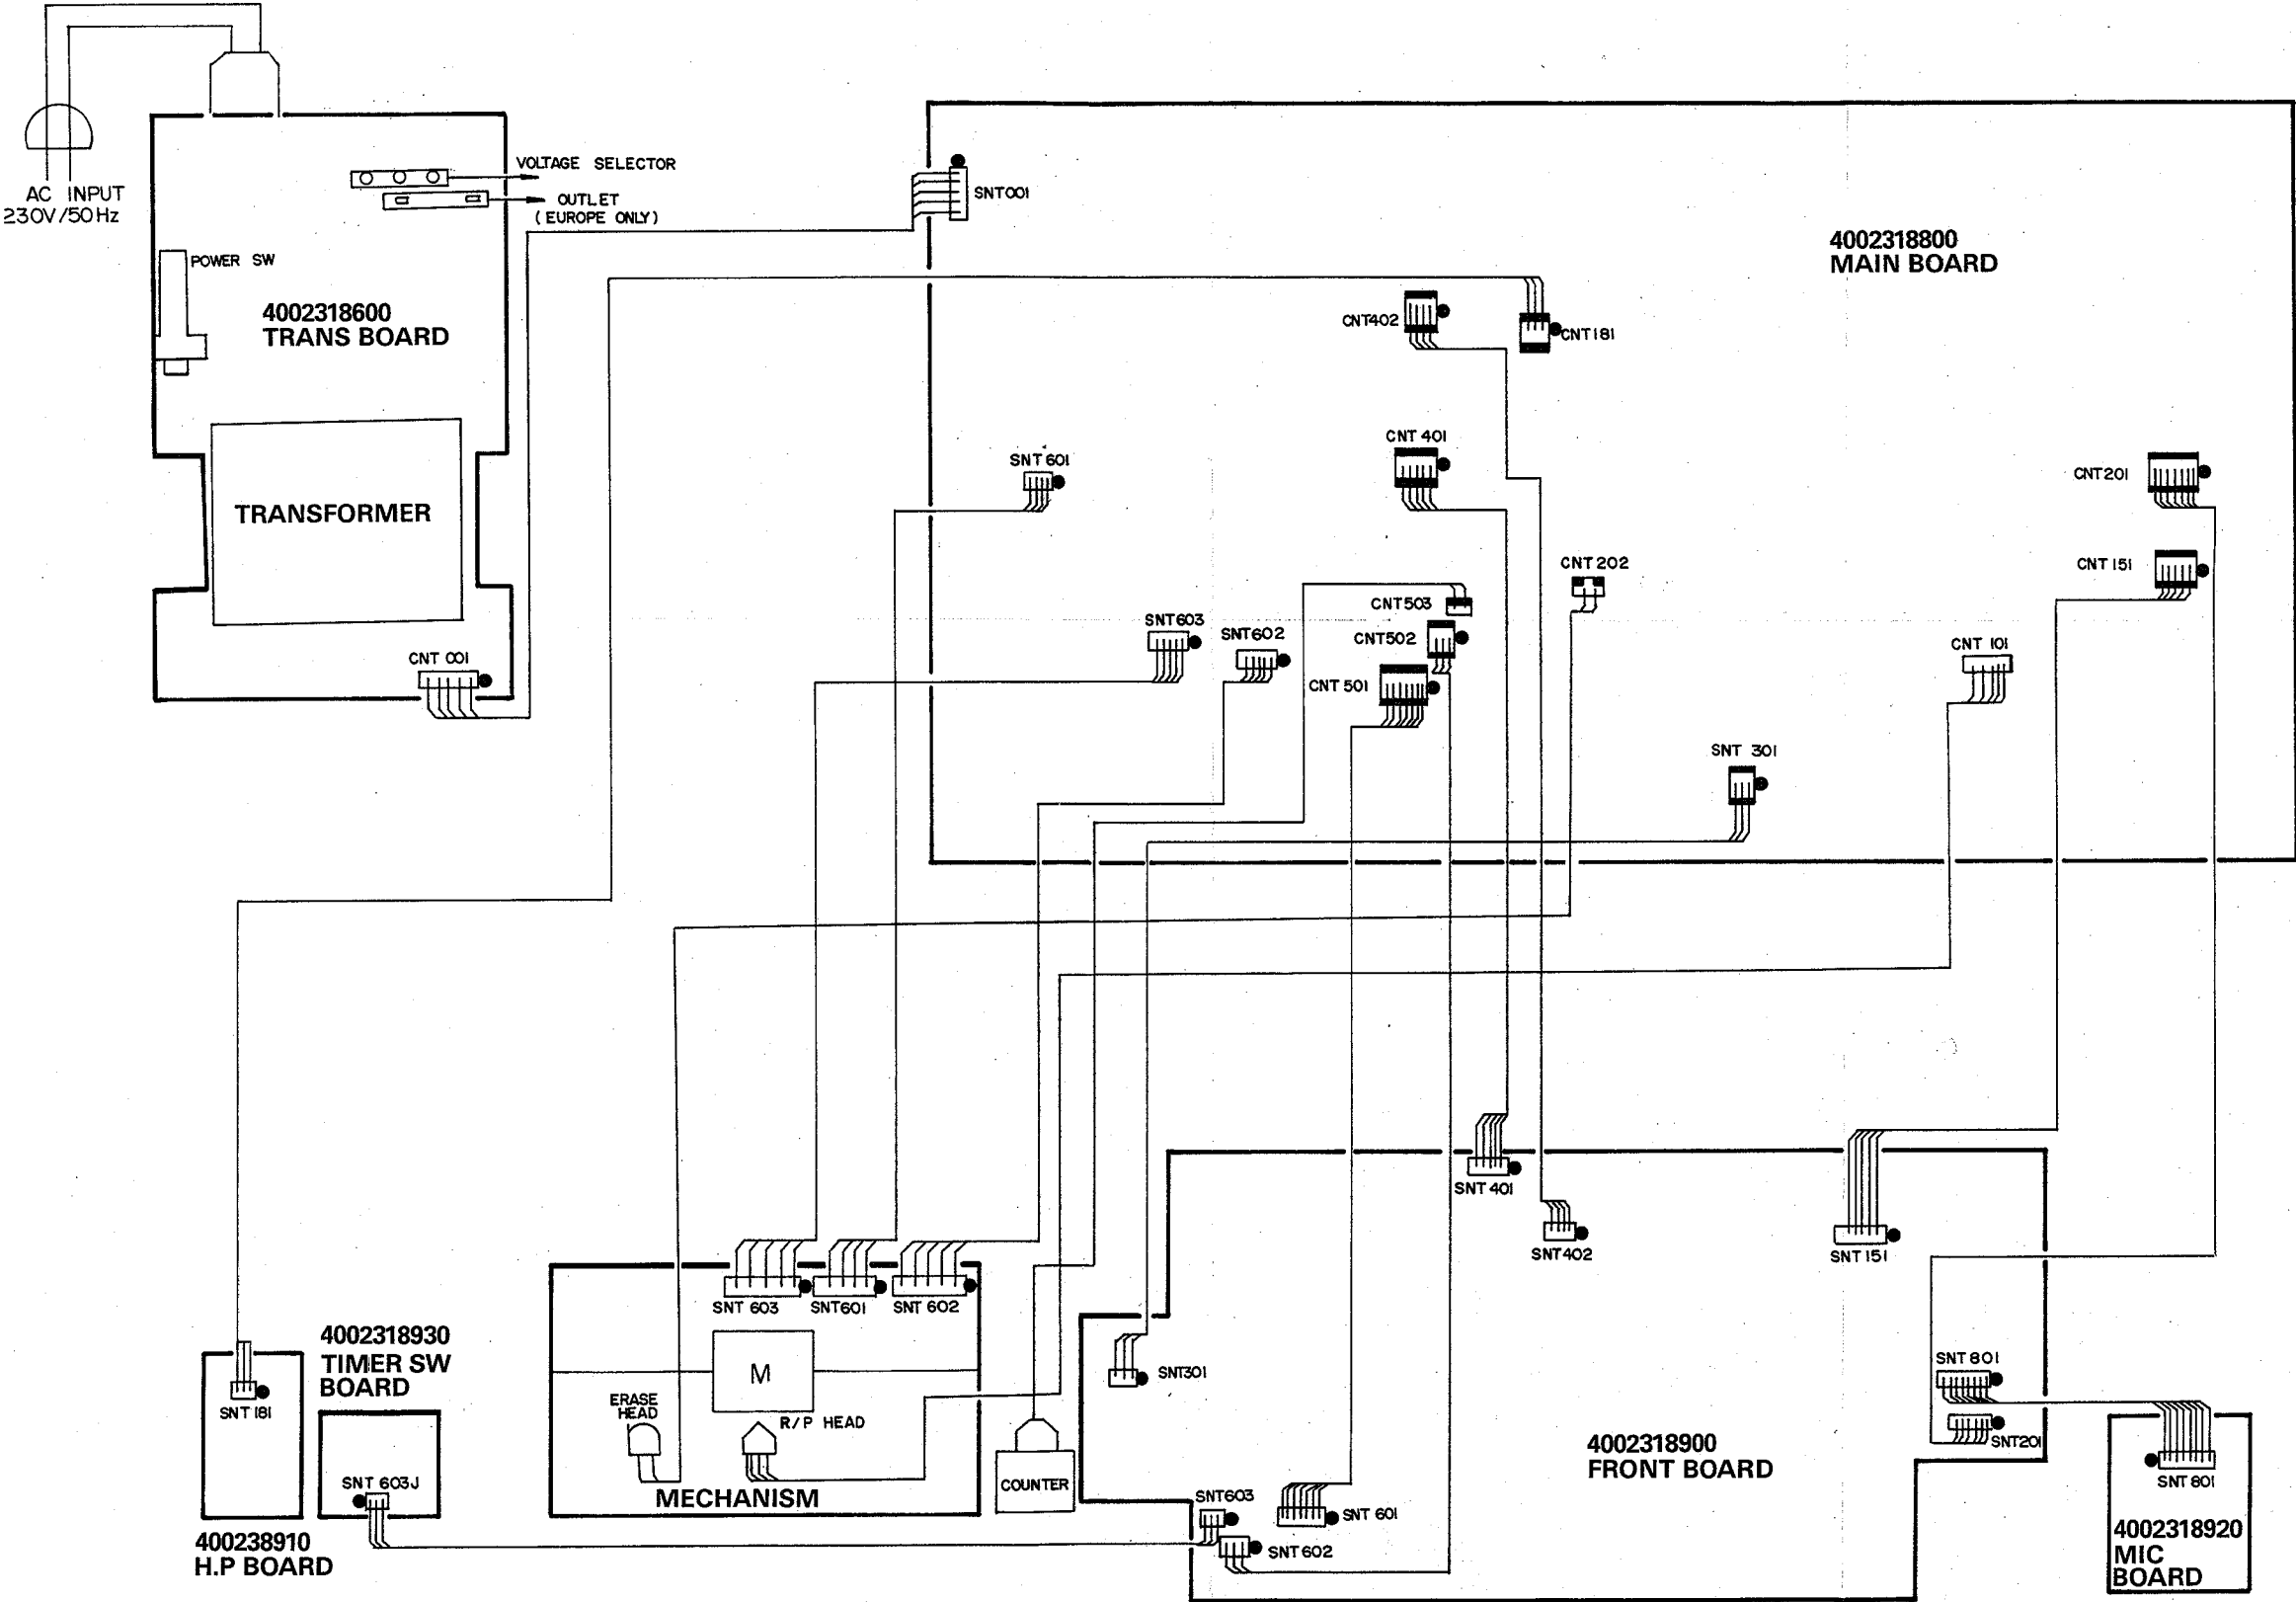 AC INPUT
230V/50Hz
VOLTAGE SELECTOR
OUTLET
(EUROPE ONLY)
POWER SW
4002318600
TRANS BOARD
TRANSFORMER
CNT 001
SNT001
4002318800
MAIN BOARD
CNT402
CNT181
CNT 401
SNT 601
CNT201
CNT 151
CNT 202
CNT503
SNT603
SNT602
CNT502
CNT 101
CNT 501
SNT 301
SNT 401
SNT402
SNT 151
SNT 603
SNT601
SNT 602
4002318930
TIMER SW
BOARD
SNT 181
SNT 603J
400238910
H.P BOARD
M
ERASE
HEAD
R/P HEAD
MECHANISM
COUNTER
SNT301
SNT 801
SNT201
4002318900
FRONT BOARD
SNT603
SNT 601
SNT 602
SNT 801
4002318920
MIC
BOARD